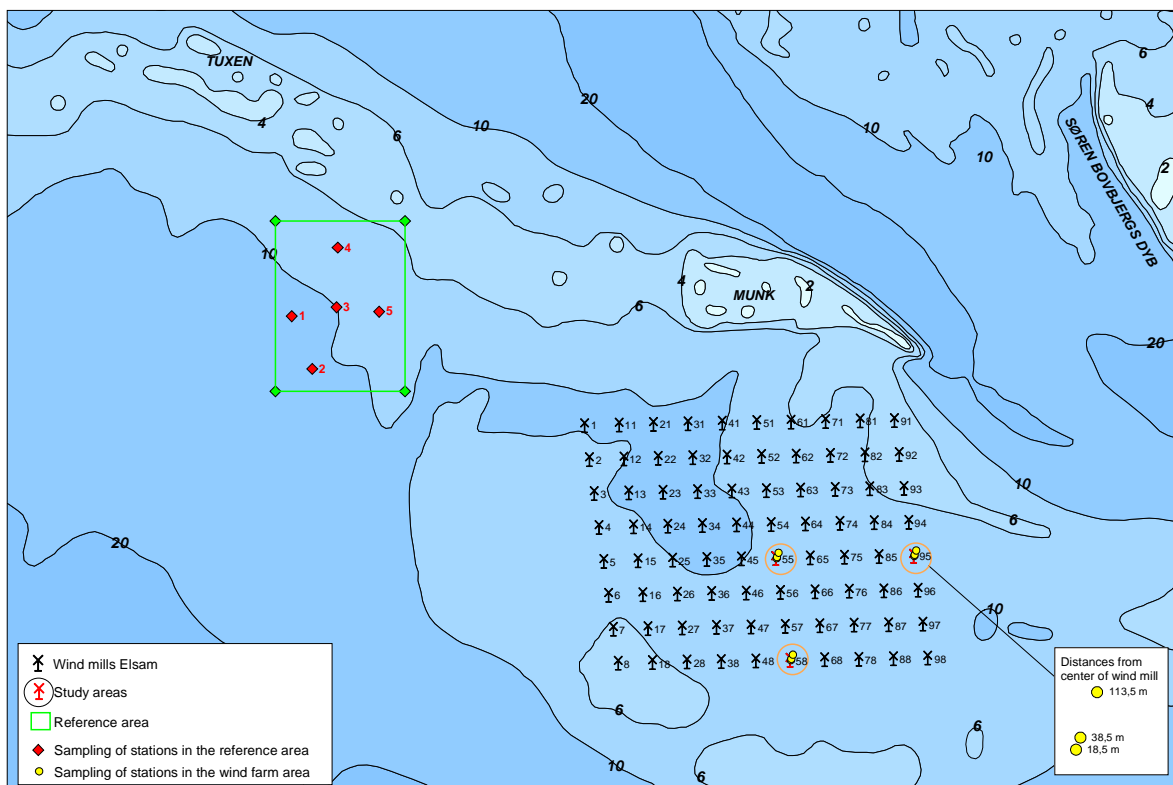 TUXEN
4
6
10
20
10
10
6
4
2
SØREN BOVBJERGS DYB
10
4
1
3
5
2
6
4
MUNK
2
20
1 11 21 31 41 51 61 71 81 91
2 12 22 32 42 52 62 72 82 92
3 13 23 33 43 53 63 73 83 93
10
6
4 14 24 34 44 54 64 74 84 94
20
5 15 25 35 45 55 65 75 85 95
6 16 26 36 46 56 66 76 86 96
10
7 17 27 37 47 57 67 77 87 97
8 18 28 38 48 58 68 78 88 98
6
6
10
6
Wind mills Elsam
Study areas
Reference area
Sampling of stations in the reference area
Sampling of stations in the wind farm area
Distances from
center of wind mill
113,5 m
38,5 m
18,5 m